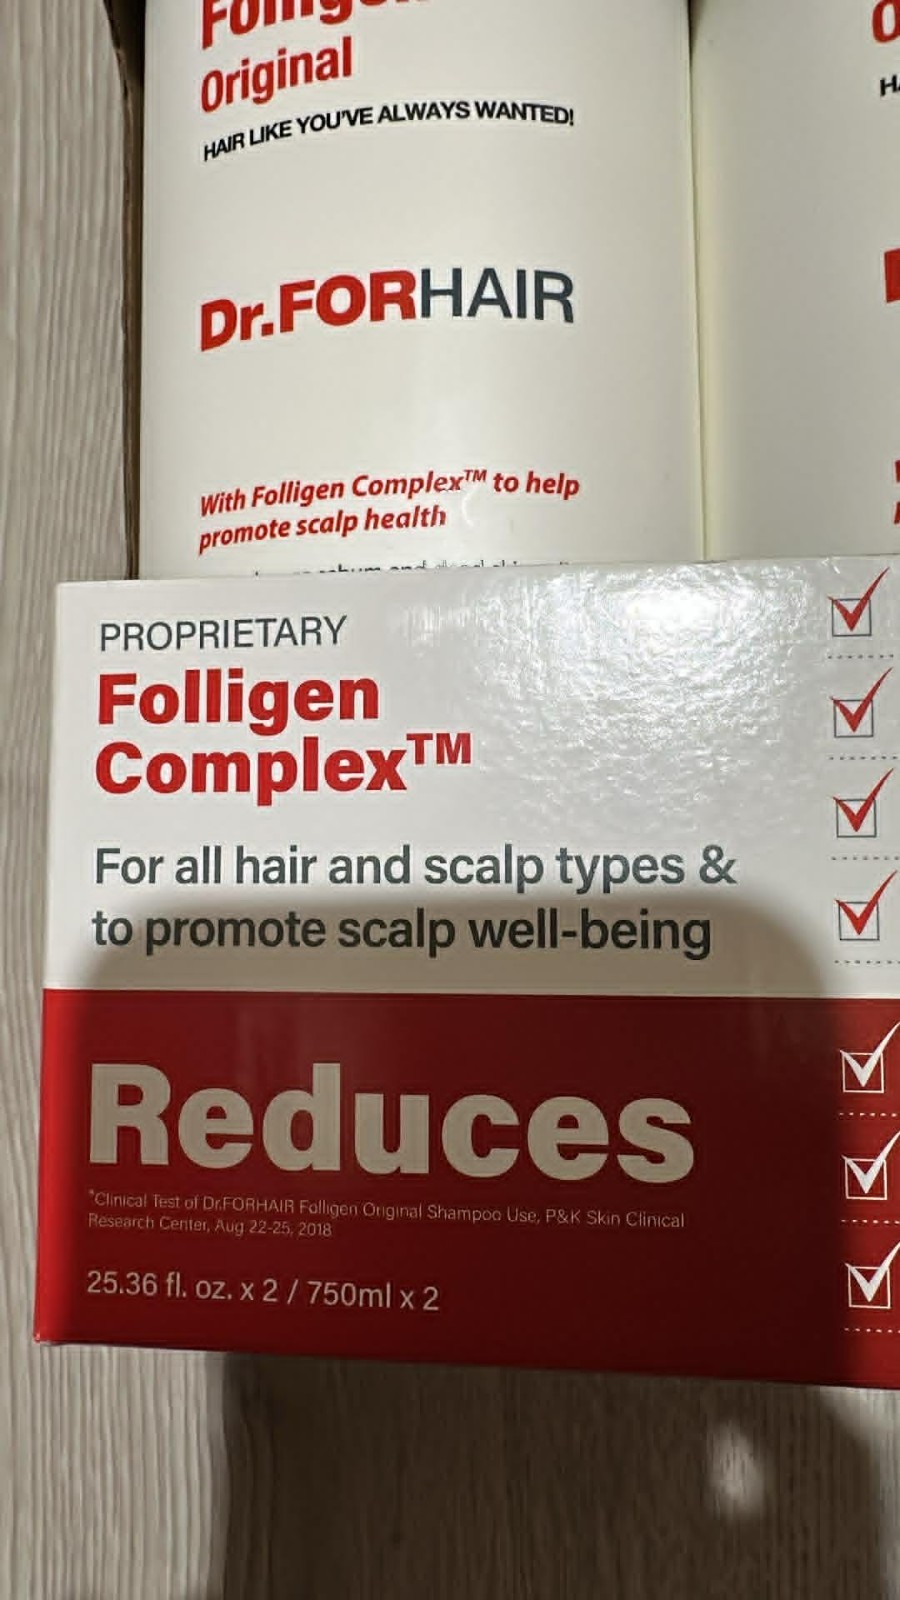 Folligen
Original
HAIR LIKE YOU'VE ALWAYS WANTED!
Dr.FORHAIR
With Folligen Complex™ to help
promote scalp health
PROPRIETARY
Folligen
Complex™
For all hair and scalp types &
to promote scalp well-being
Reduces
*Clinical Test of Dr.FORHAIR Folligen Original Shampoo Use, P&K Skin Clinical
Research Center, Aug 22-25, 2018
25.36 fl. oz. x 2 / 750ml x 2